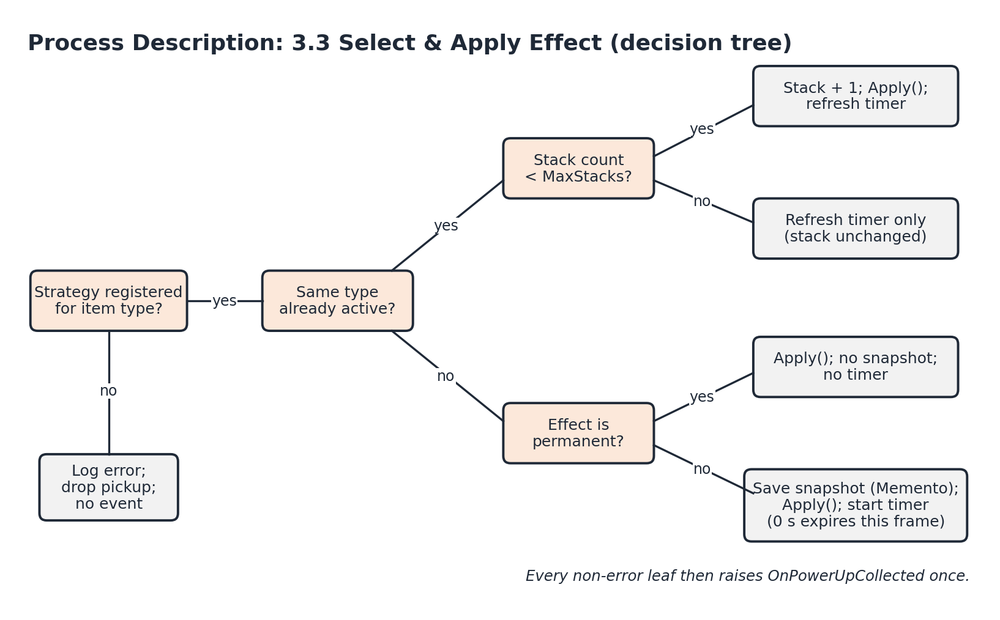 Process Description: 3.3 Select & Apply Effect (decision tree)
Stack + 1; Apply();
refresh timer
yes
Stack count
< MaxStacks?
no
Refresh timer only
(stack unchanged)
yes
Strategy registered
for item type?
yes
Same type
already active?
no
Apply(); no snapshot;
no timer
no
yes
Effect is
permanent?
no
Log error;
drop pickup;
no event
Save snapshot (Memento);
Apply(); start timer
(0 s expires this frame)
Every non-error leaf then raises OnPowerUpCollected once.